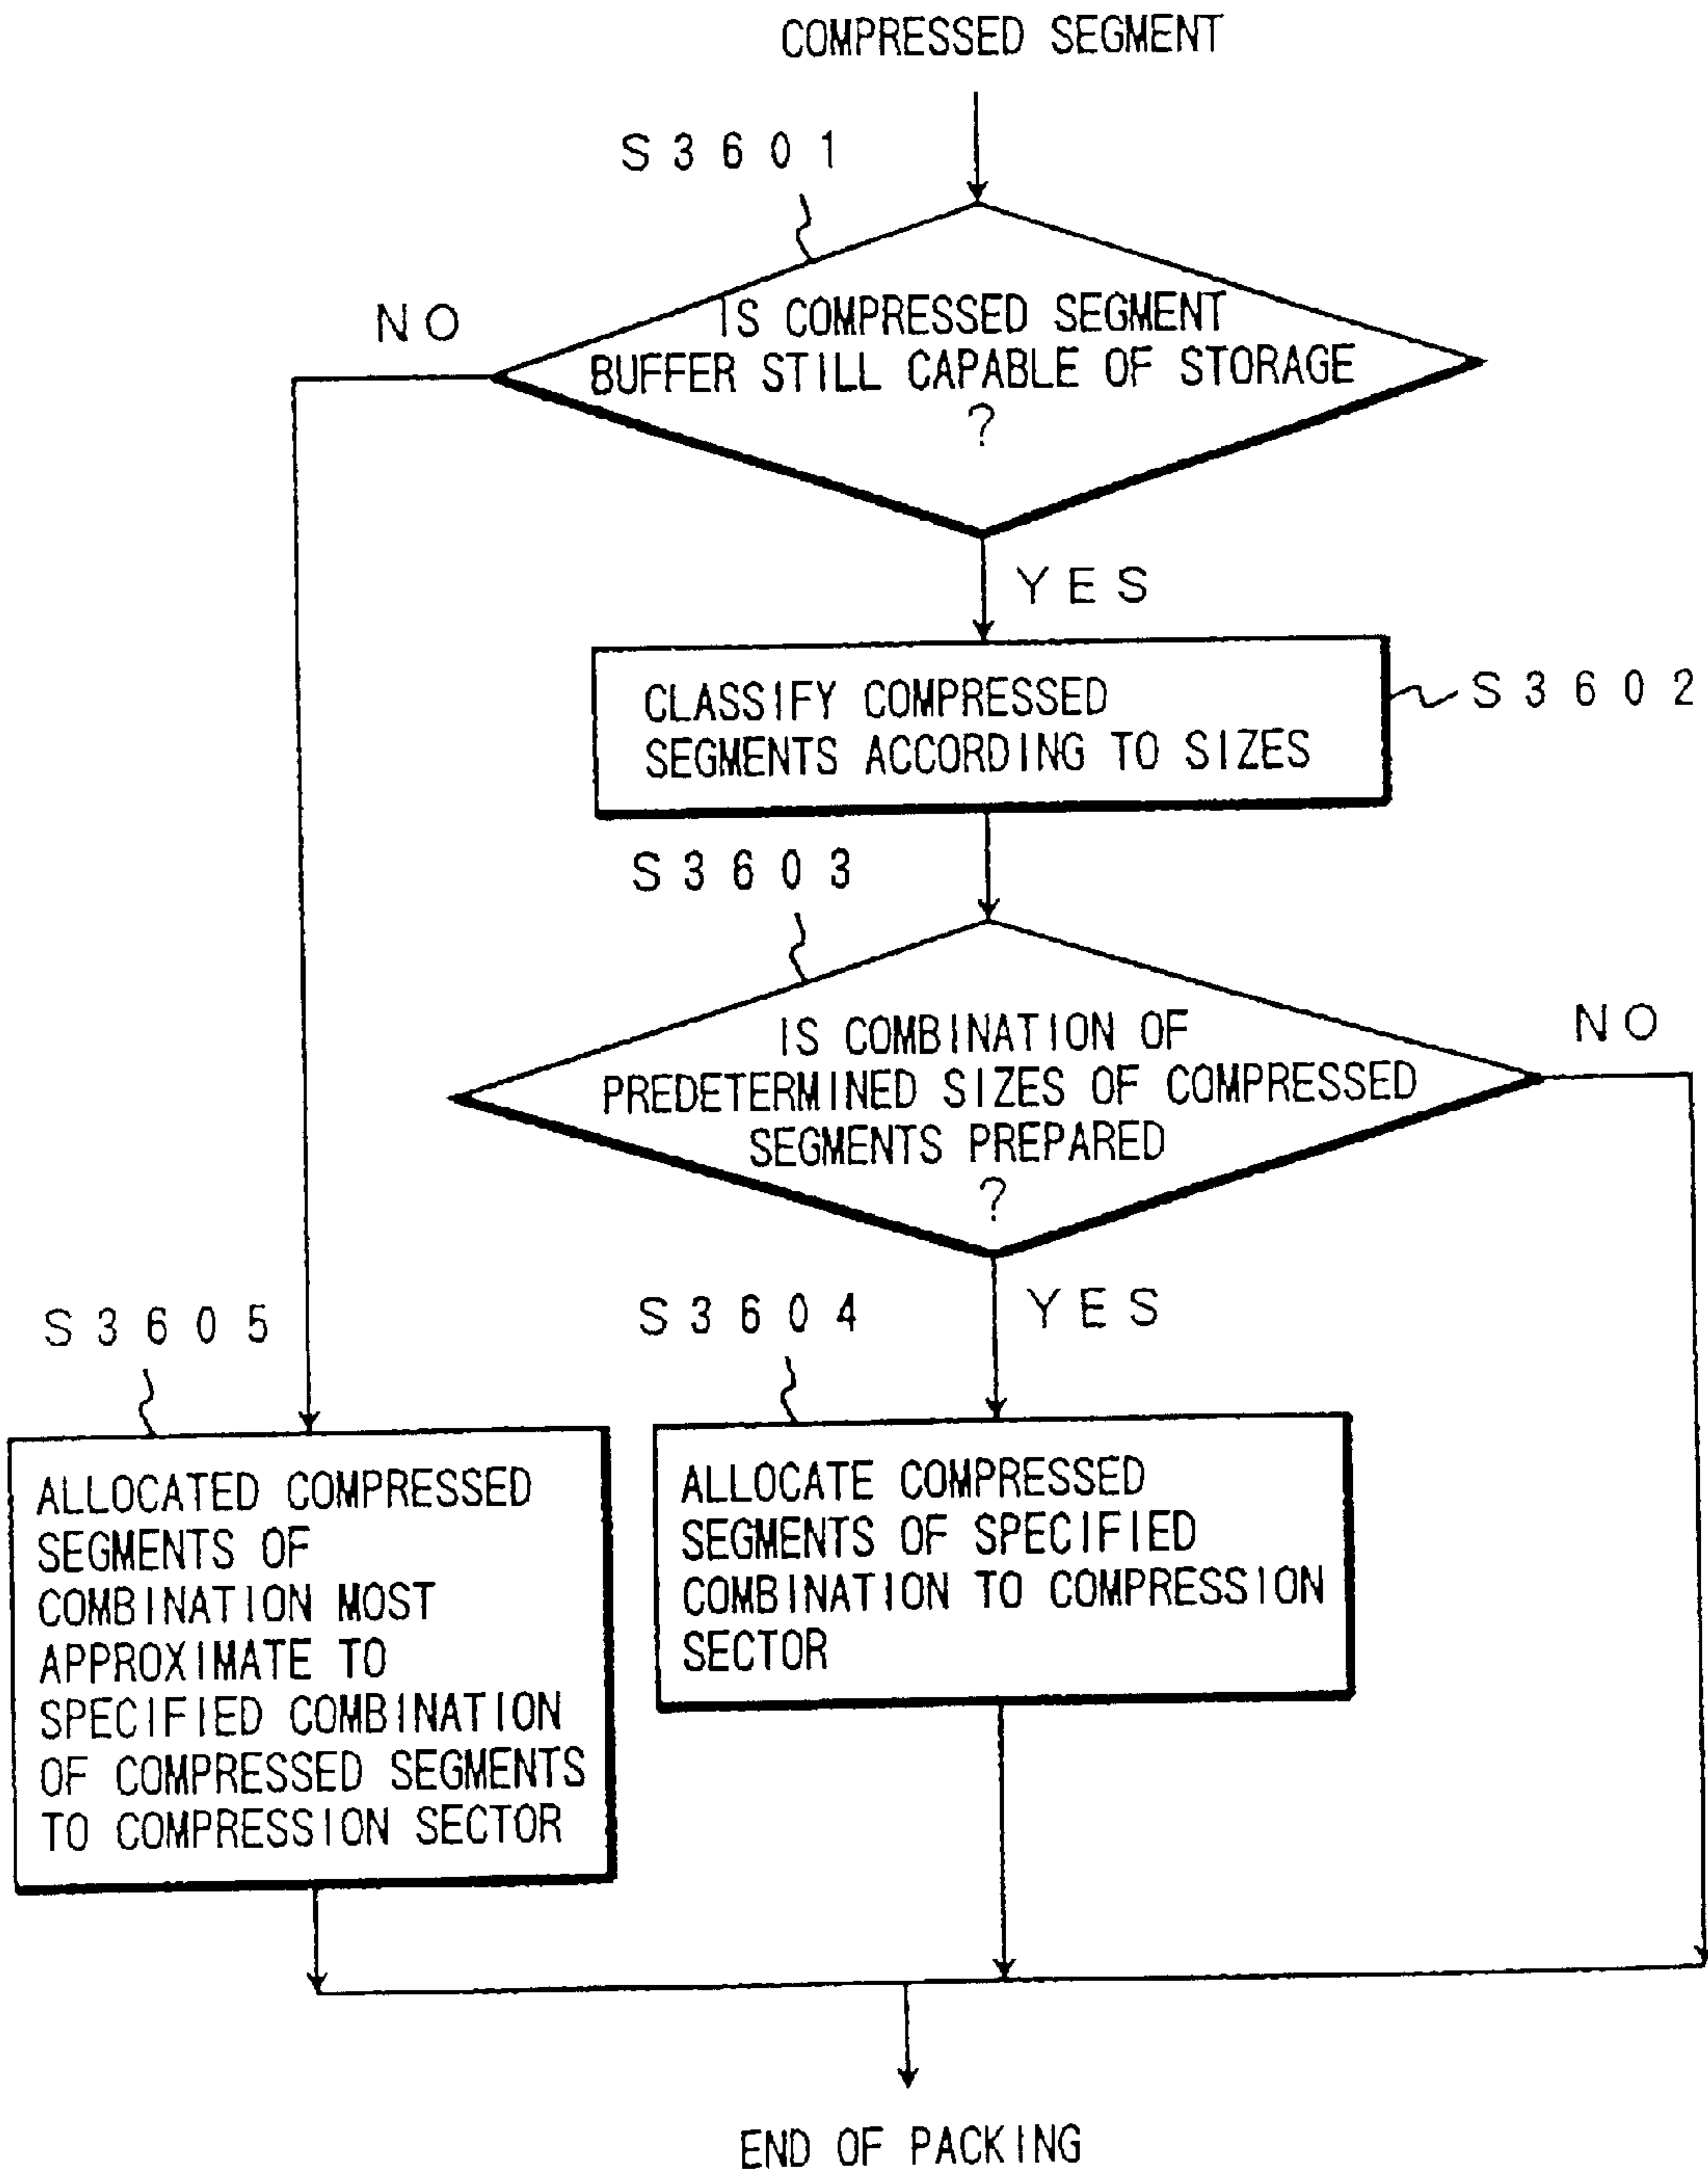 COMPRESSED SEGMENT
S3601
NO
IS COMPRESSED SEGMENT
BUFFER STILL CAPABLE OF STORAGE
?
YES
CLASSIFY COMPRESSED
SEGMENTS ACCORDING TO SIZES
S3602
S3603
IS COMBINATION OF
PREDETERMINED SIZES OF COMPRESSED
SEGMENTS PREPARED
?
NO
YES
S3605
S3604
ALLOCATED COMPRESSED
SEGMENTS OF
COMBINATION MOST
APPROXIMATE TO
SPECIFIED COMBINATION
OF COMPRESSED SEGMENTS
TO COMPRESSION SECTOR
ALLOCATE COMPRESSED
SEGMENTS OF SPECIFIED
COMBINATION TO COMPRESSION
SECTOR
END OF PACKING